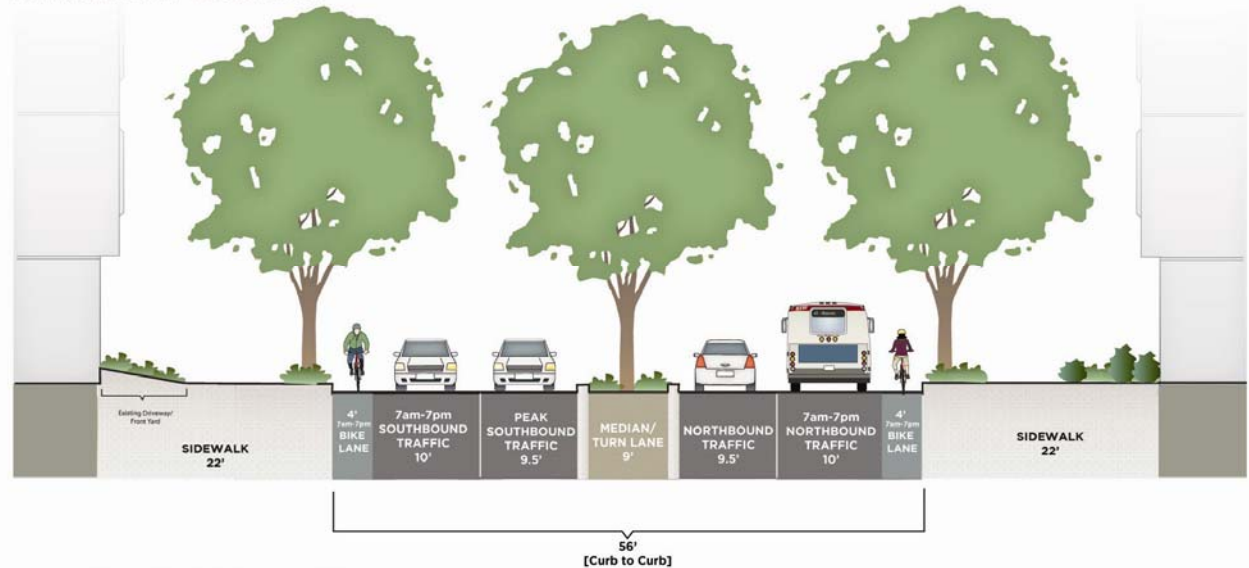 Existing Driveway/
Front Yard
SIDEWALK
22'
4'
7am-7pm
BIKE
LANE
7am-7pm
SOUTHBOUND
TRAFFIC
10'
PEAK
SOUTHBOUND
TRAFFIC
9.5'
MEDIAN/
TURN LANE
9'
NORTHBOUND
TRAFFIC
9.5'
7am-7pm
NORTHBOUND
TRAFFIC
10'
4'
7am-7pm
BIKE
LANE
SIDEWALK
22'
56'
[Curb to Curb]